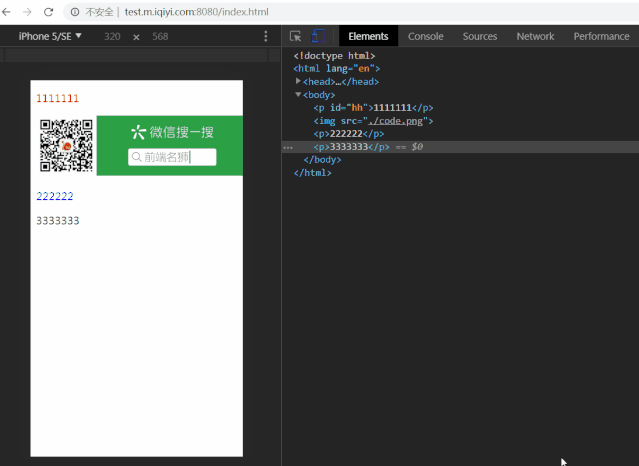 不安全 | test.m.iqiyi.com:8080/index.html
iPhone 5/SE ▼ 320 × 568
Elements Console Sources Network Performance
1111111
微信搜一搜
前端名狮
222222
3333333
<!doctype html>
<html lang="en">
<head>…</head>
<body>
<p id="hh">1111111</p>
<img src="./code.png">
<p>222222</p>
<p>3333333</p> == $0
</body>
</html>